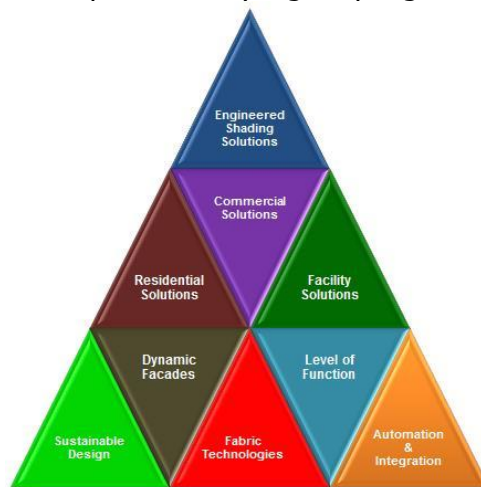 Engineered
Shading
Solutions
Commercial
Solutions
Residential
Solutions
Facility
Solutions
Dynamic
Facades
Level of
Function
Sustainable
Design
Fabric
Technologies
Automation
&
Integration